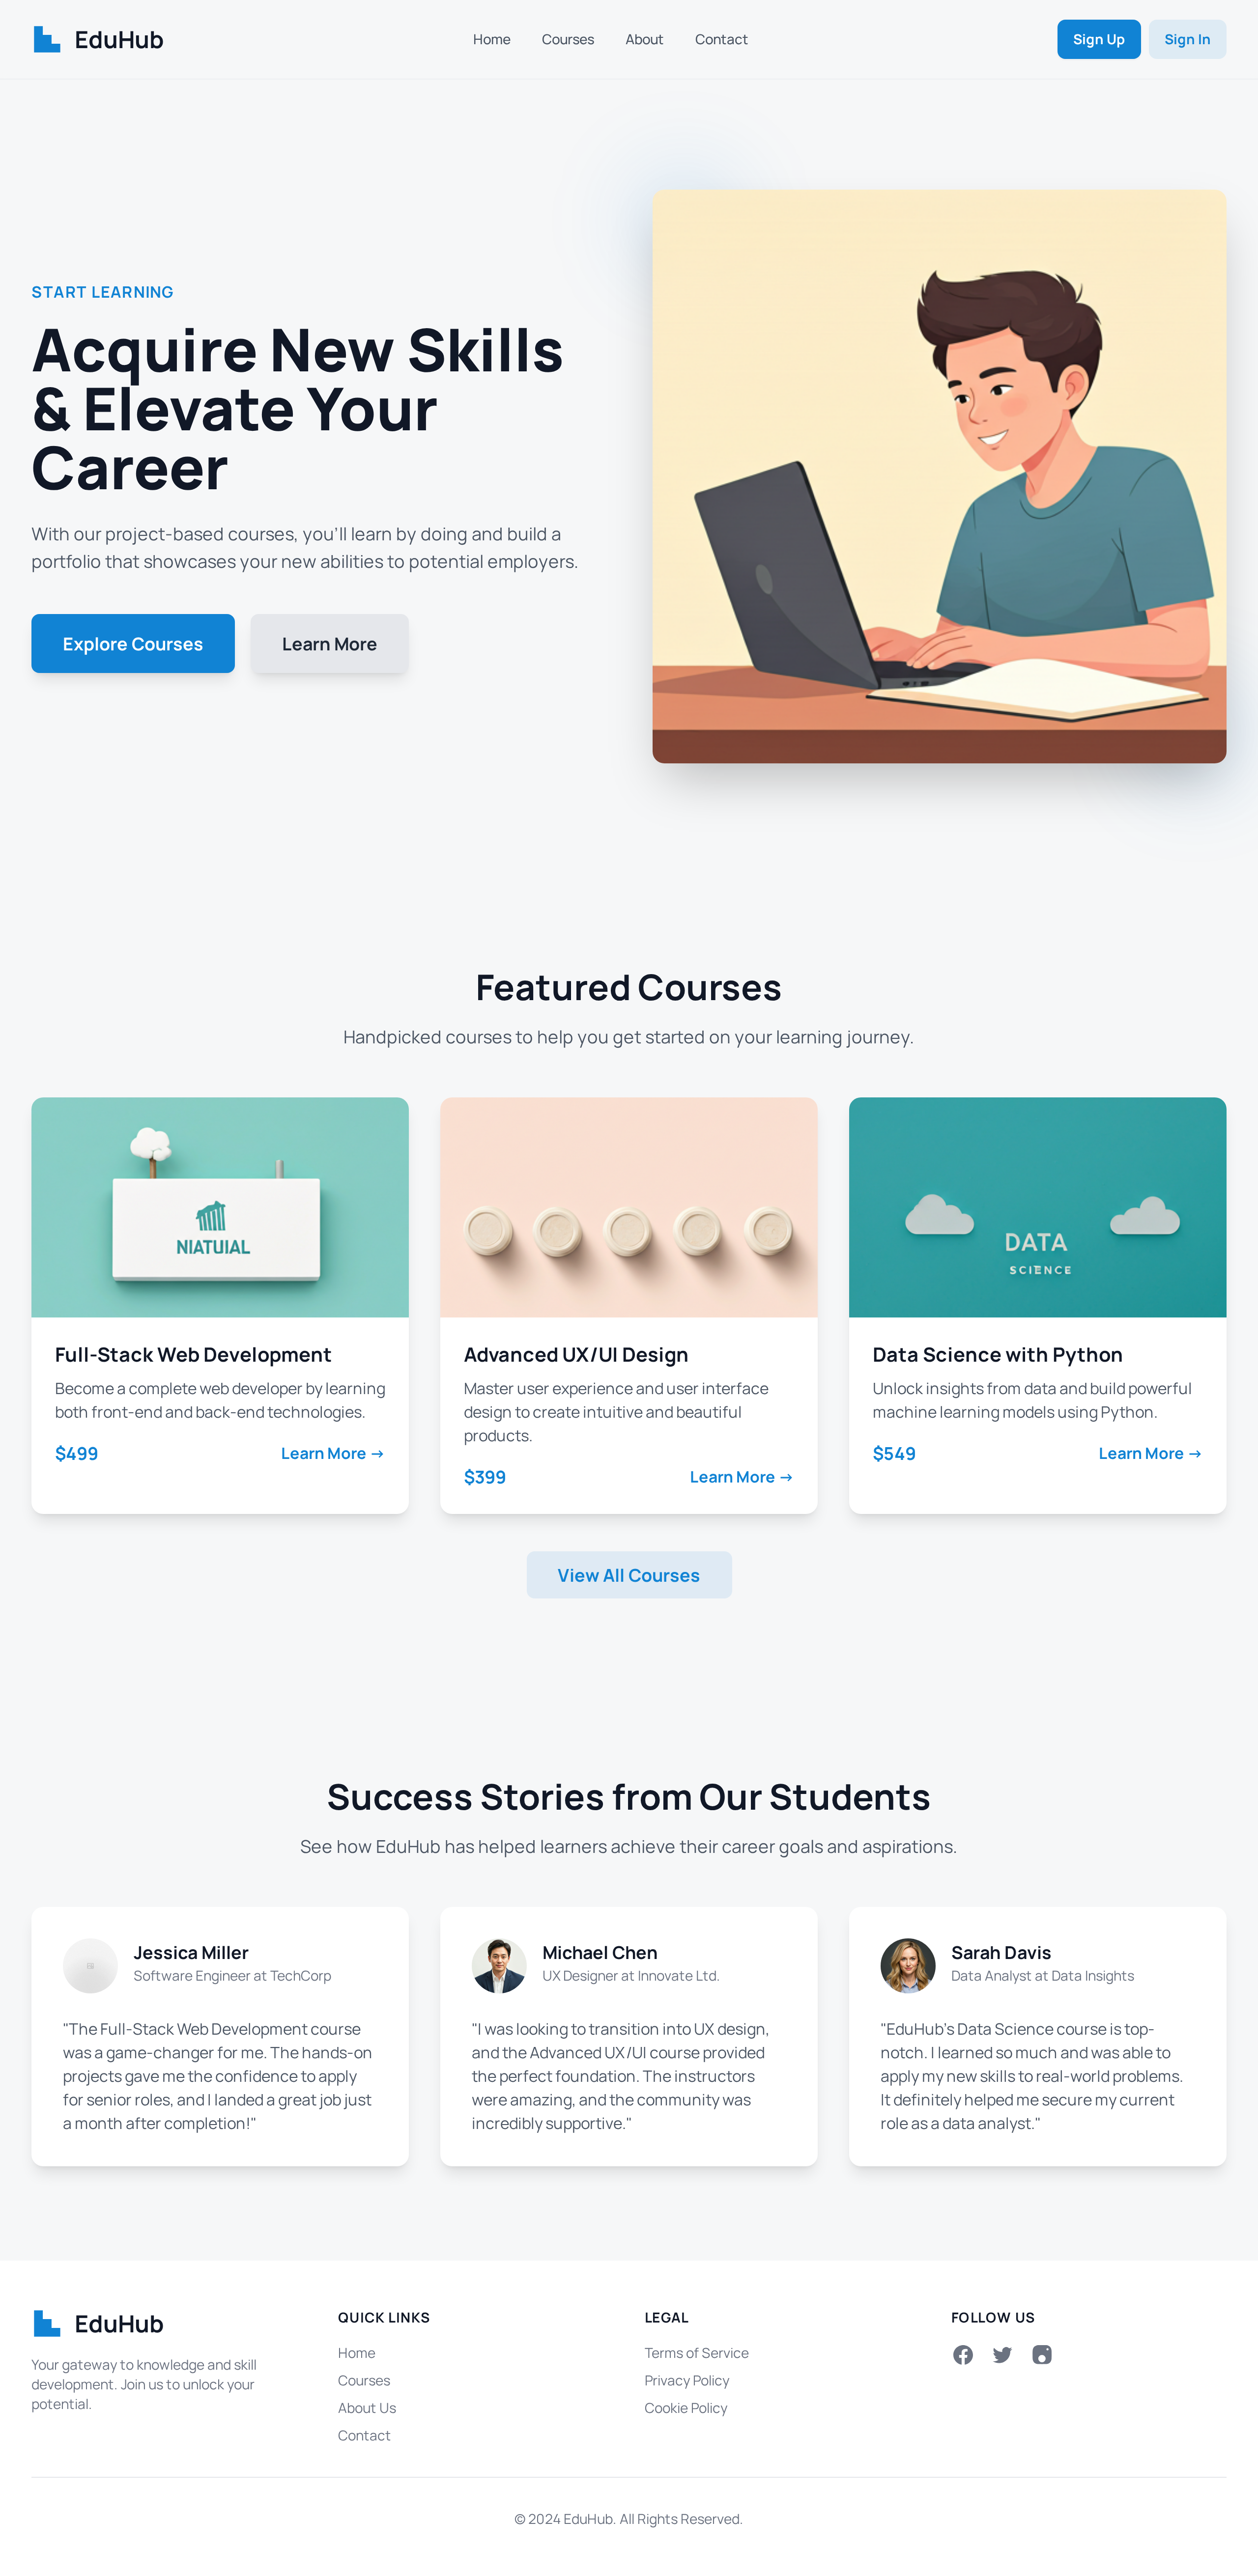 EduHub
Home
Courses
About
Contact
Sign Up
Sign In
START LEARNING
Acquire New Skills
& Elevate Your
Career
With our project-based courses, you'll learn by doing and build a
portfolio that showcases your new abilities to potential employers.
Explore Courses
Learn More
Featured Courses
Handpicked courses to help you get started on your learning journey.
NIATUIAL
Full-Stack Web Development
Become a complete web developer by learning
both front-end and back-end technologies.
$499
Learn More →
Advanced UX/UI Design
Master user experience and user interface
design to create intuitive and beautiful
products.
$399
Learn More →
DATA
SCIENCE
Data Science with Python
Unlock insights from data and build powerful
machine learning models using Python.
$549
Learn More →
View All Courses
Success Stories from Our Students
See how EduHub has helped learners achieve their career goals and aspirations.
Jessica Miller
Software Engineer at TechCorp
"The Full-Stack Web Development course
was a game-changer for me. The hands-on
projects gave me the confidence to apply
for senior roles, and I landed a great job just
a month after completion!"
Michael Chen
UX Designer at Innovate Ltd.
"I was looking to transition into UX design,
and the Advanced UX/UI course provided
the perfect foundation. The instructors
were amazing, and the community was
incredibly supportive."
Sarah Davis
Data Analyst at Data Insights
"EduHub's Data Science course is top-
notch. I learned so much and was able to
apply my new skills to real-world problems.
It definitely helped me secure my current
role as a data analyst."
EduHub
Your gateway to knowledge and skill
development. Join us to unlock your
potential.
QUICK LINKS
Home
Courses
About Us
Contact
LEGAL
Terms of Service
Privacy Policy
Cookie Policy
FOLLOW US
© 2024 EduHub. All Rights Reserved.